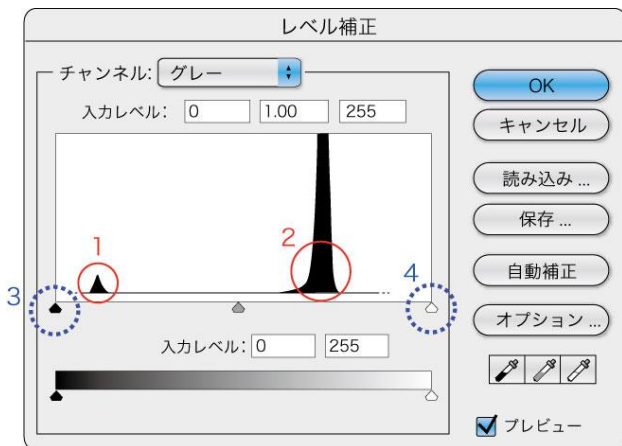 レベル補正
チャンネル: グレー
入力レベル: 0 1.00 255
1
2
3
4
入力レベル: 0 255
OK
キャンセル
読み込み ...
保存 ...
自動補正
オプション ...
プレビュー